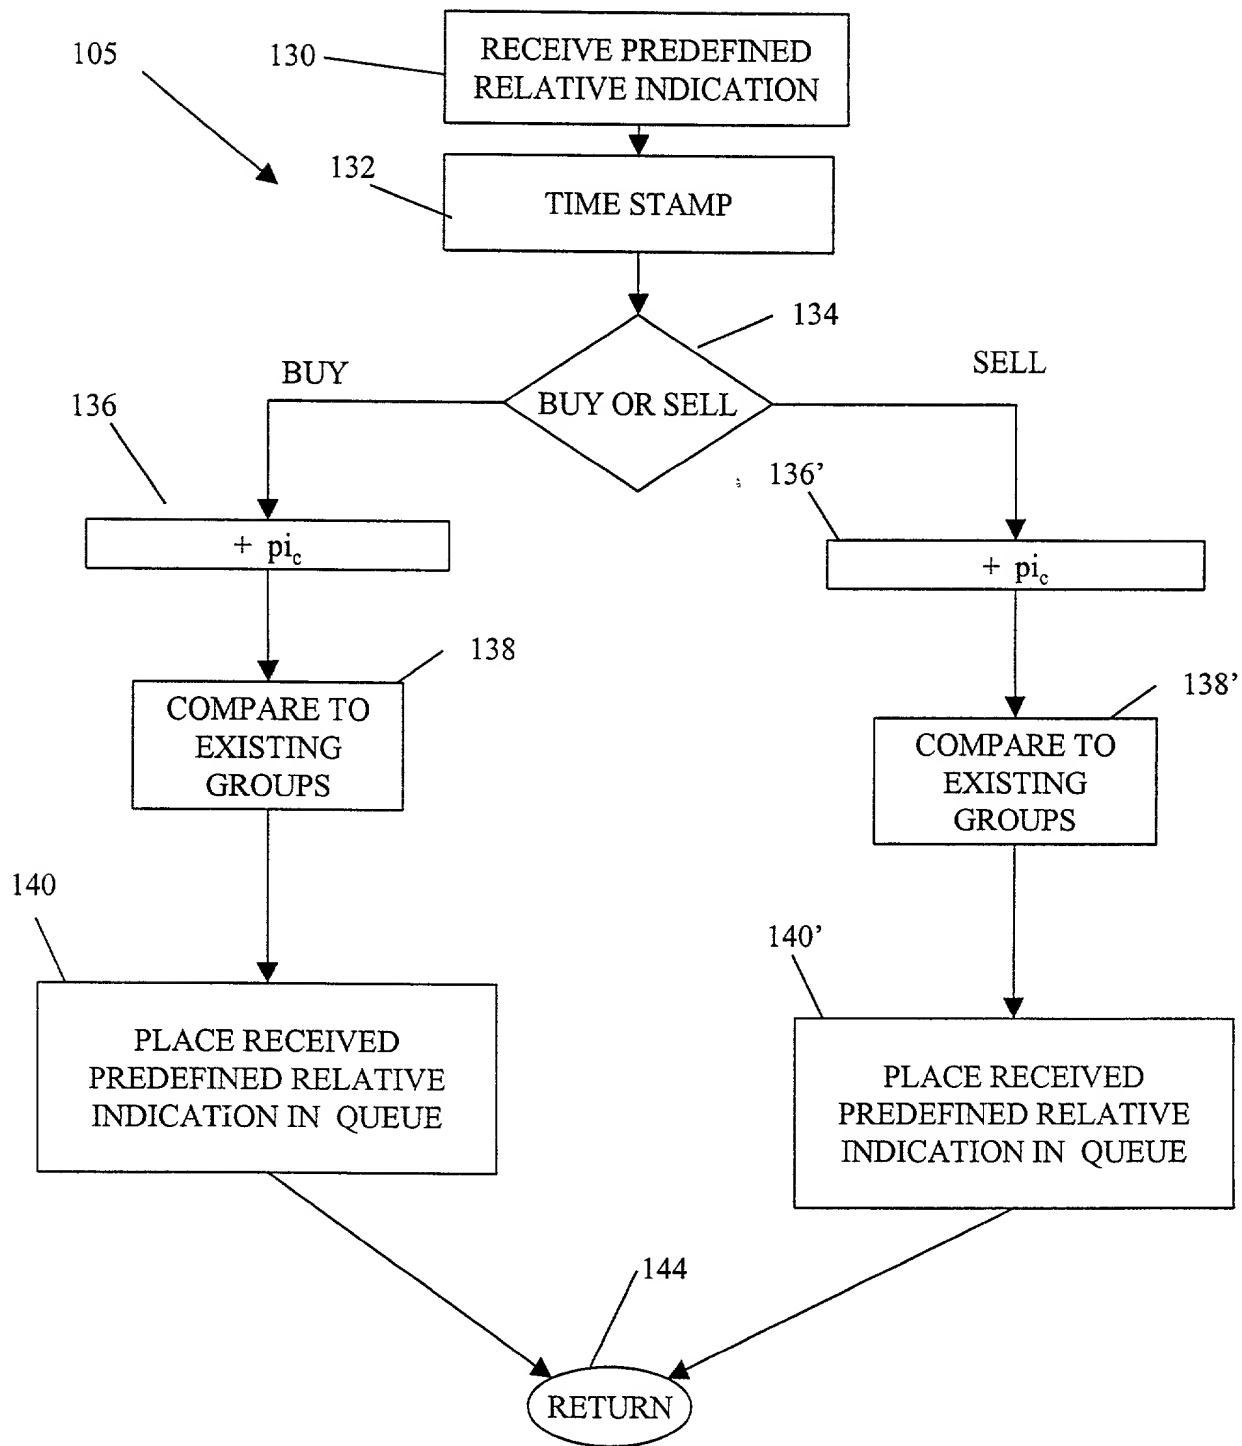 105
130
RECEIVE PREDEFINED
RELATIVE INDICATION
132
TIME STAMP
134
BUY
SELL
BUY OR SELL
136
136’
+ pic
+ pic
138
138’
COMPARE TO
EXISTING
GROUPS
COMPARE TO
EXISTING
GROUPS
140
140’
PLACE RECEIVED
PREDEFINED RELATIVE
INDICATION IN QUEUE
PLACE RECEIVED
PREDEFINED RELATIVE
INDICATION IN QUEUE
144
RETURN